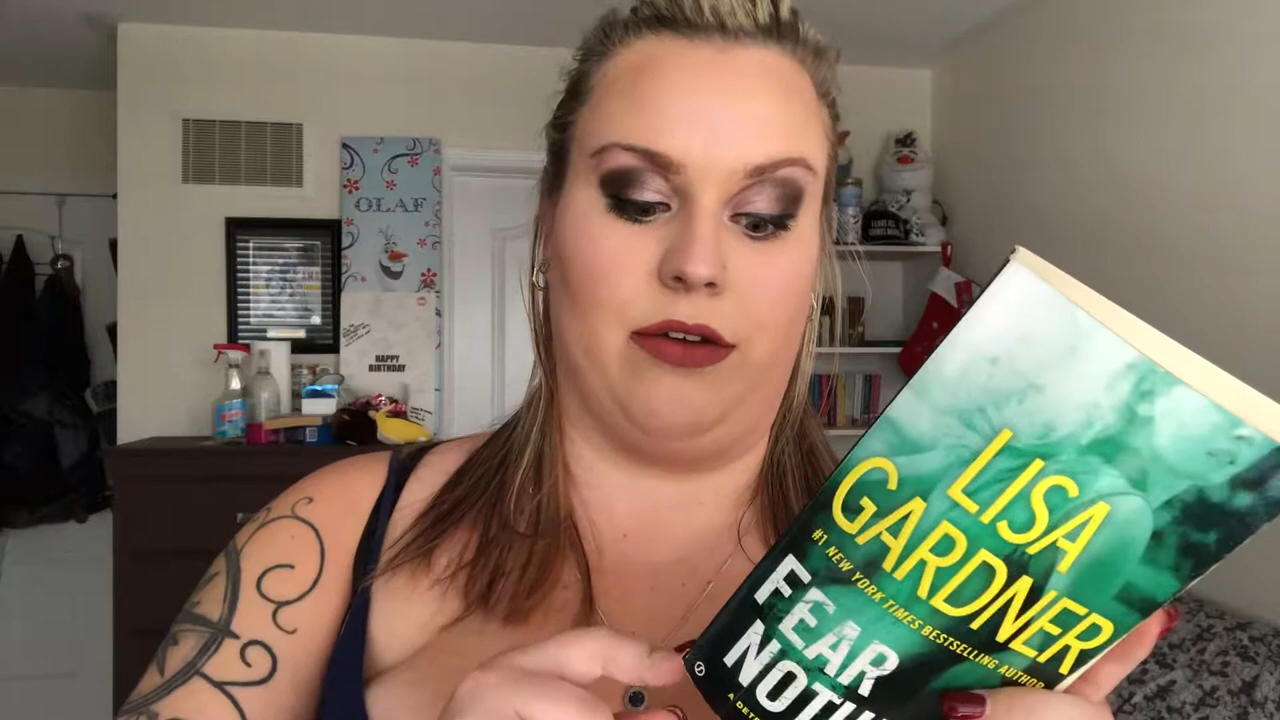 OLAF
HAPPY
BIRTHDAY
LISA
GARDNER
#1 NEW YORK TIMES BESTSELLING AUTHOR
FEAR